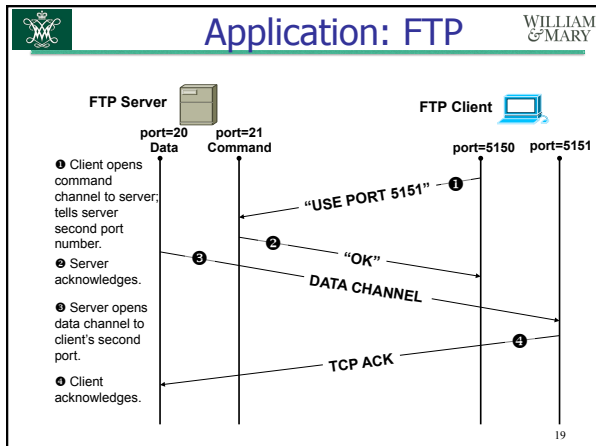 Application: FTP
WILLIAM
& MARY
FTP Server
FTP Client
port=20
Data
port=21
Command
port=5150
port=5151
❶ Client opens
command
channel to server;
tells server
second port
number.
❷ Server
acknowledges.
❸ Server opens
data channel to
client's second
port.
❹ Client
acknowledges.
"USE PORT 5151"
❶
❷
"OK"
❸
DATA CHANNEL
❹
TCP ACK
19